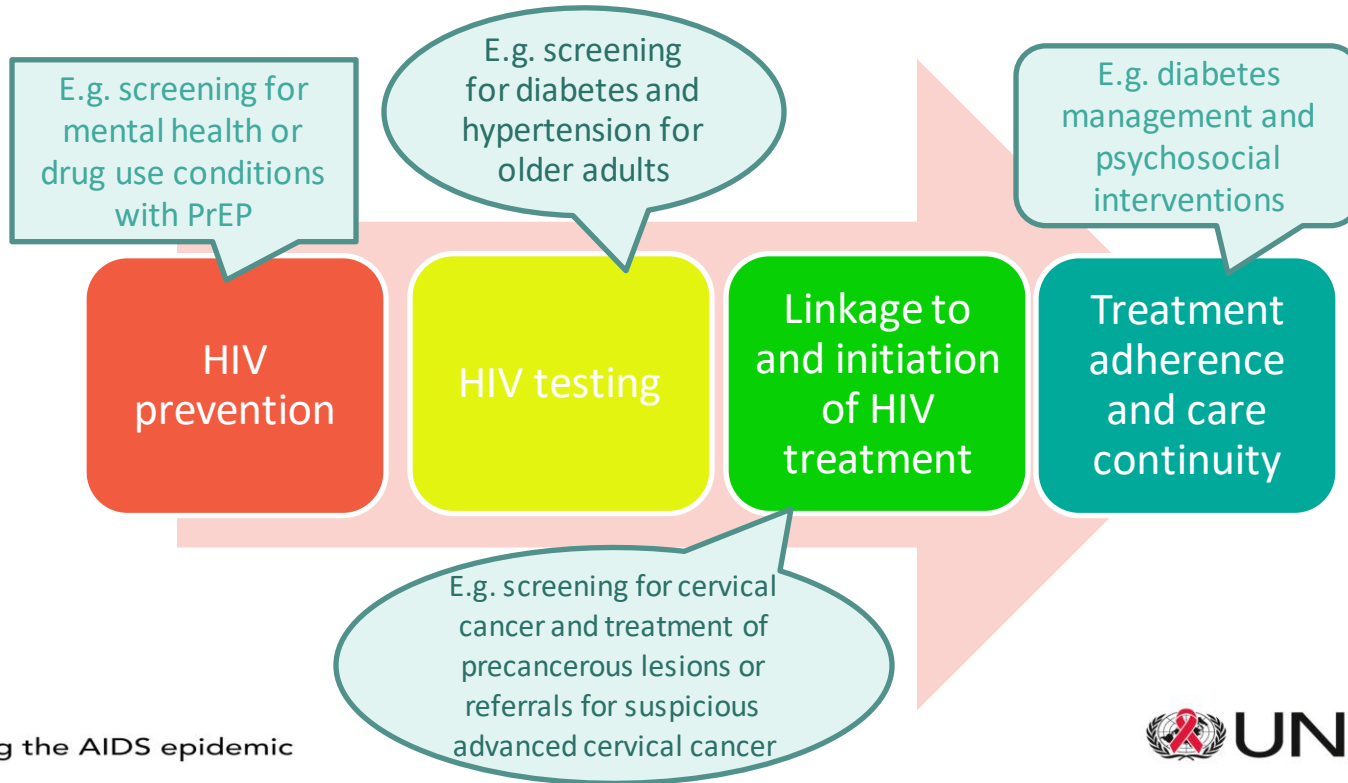 E.g. screening for
mental health or
drug use conditions
with PrEP
E.g. screening
for diabetes and
hypertension for
older adults
E.g. diabetes
management and
psychosocial
interventions
HIV
prevention
HIV testing
Linkage to
and initiation
of HIV
treatment
Treatment
adherence
and care
continuity
E.g. screening for cervical
cancer and treatment of
precancerous lesions or
referrals for suspicious
advanced cervical cancer
g the AIDS epidemic
UN